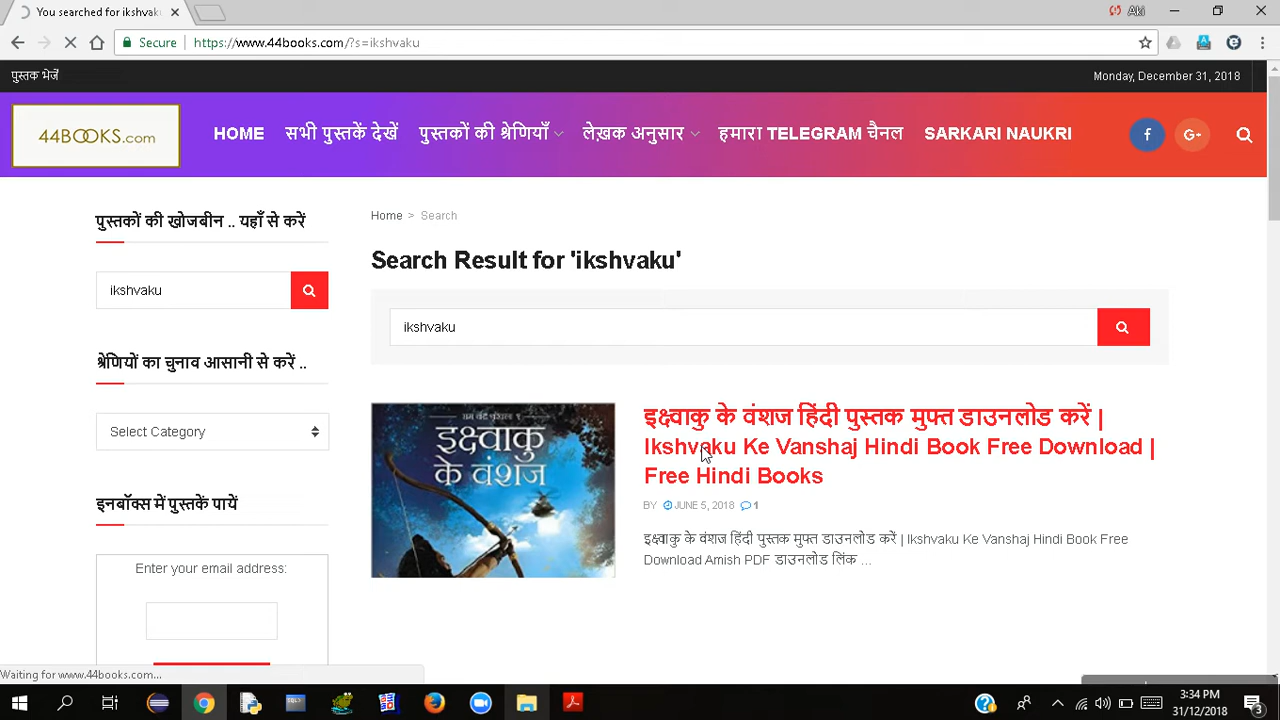 You searched for ikshvaku
Aki
Secure
https://www.44books.com/?s=ikshvaku
पुस्तक भेजें
Monday, December 31, 2018
44BOOKS.com
HOME
सभी पुस्तकें देखें
पुस्तकों की श्रेणियाँ
लेख़क अनुसार
हमारा TELEGRAM चैनल
SARKARI NAUKRI
पुस्तकों की खोजबीन .. यहाँ से करें
ikshvaku
श्रेणियों का चुनाव आसानी से करें ..
Select Category
इनबॉक्स में पुस्तकें पायें
Enter your email address:
Home > Search
Search Result for 'ikshvaku'
ikshvaku
राम चंद्र श्रृंखला १
इक्ष्वाकु
के वंशज
इक्ष्वाकु के वंशज हिंदी पुस्तक मुफ्त डाउनलोड करें |
Ikshvaku Ke Vanshaj Hindi Book Free Download |
Free Hindi Books
BY JUNE 5, 2018 1
इक्ष्वाकु के वंशज हिंदी पुस्तक मुफ्त डाउनलोड करें | Ikshvaku Ke Vanshaj Hindi Book Free
Download Amish PDF डाउनलोड लिंक ...
Waiting for www.44books.com...
3:34 PM
31/12/2018
3